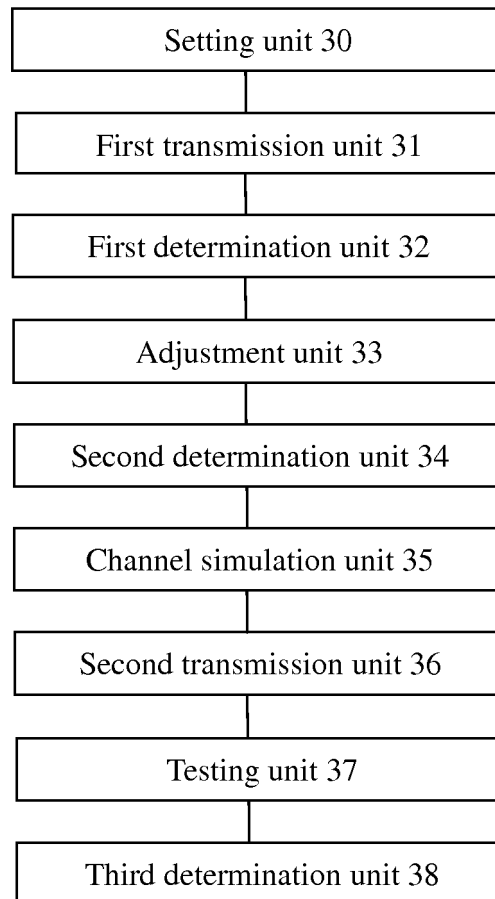 Setting unit 30
First transmission unit 31
First determination unit 32
Adjustment unit 33
Second determination unit 34
Channel simulation unit 35
Second transmission unit 36
Testing unit 37
Third determination unit 38